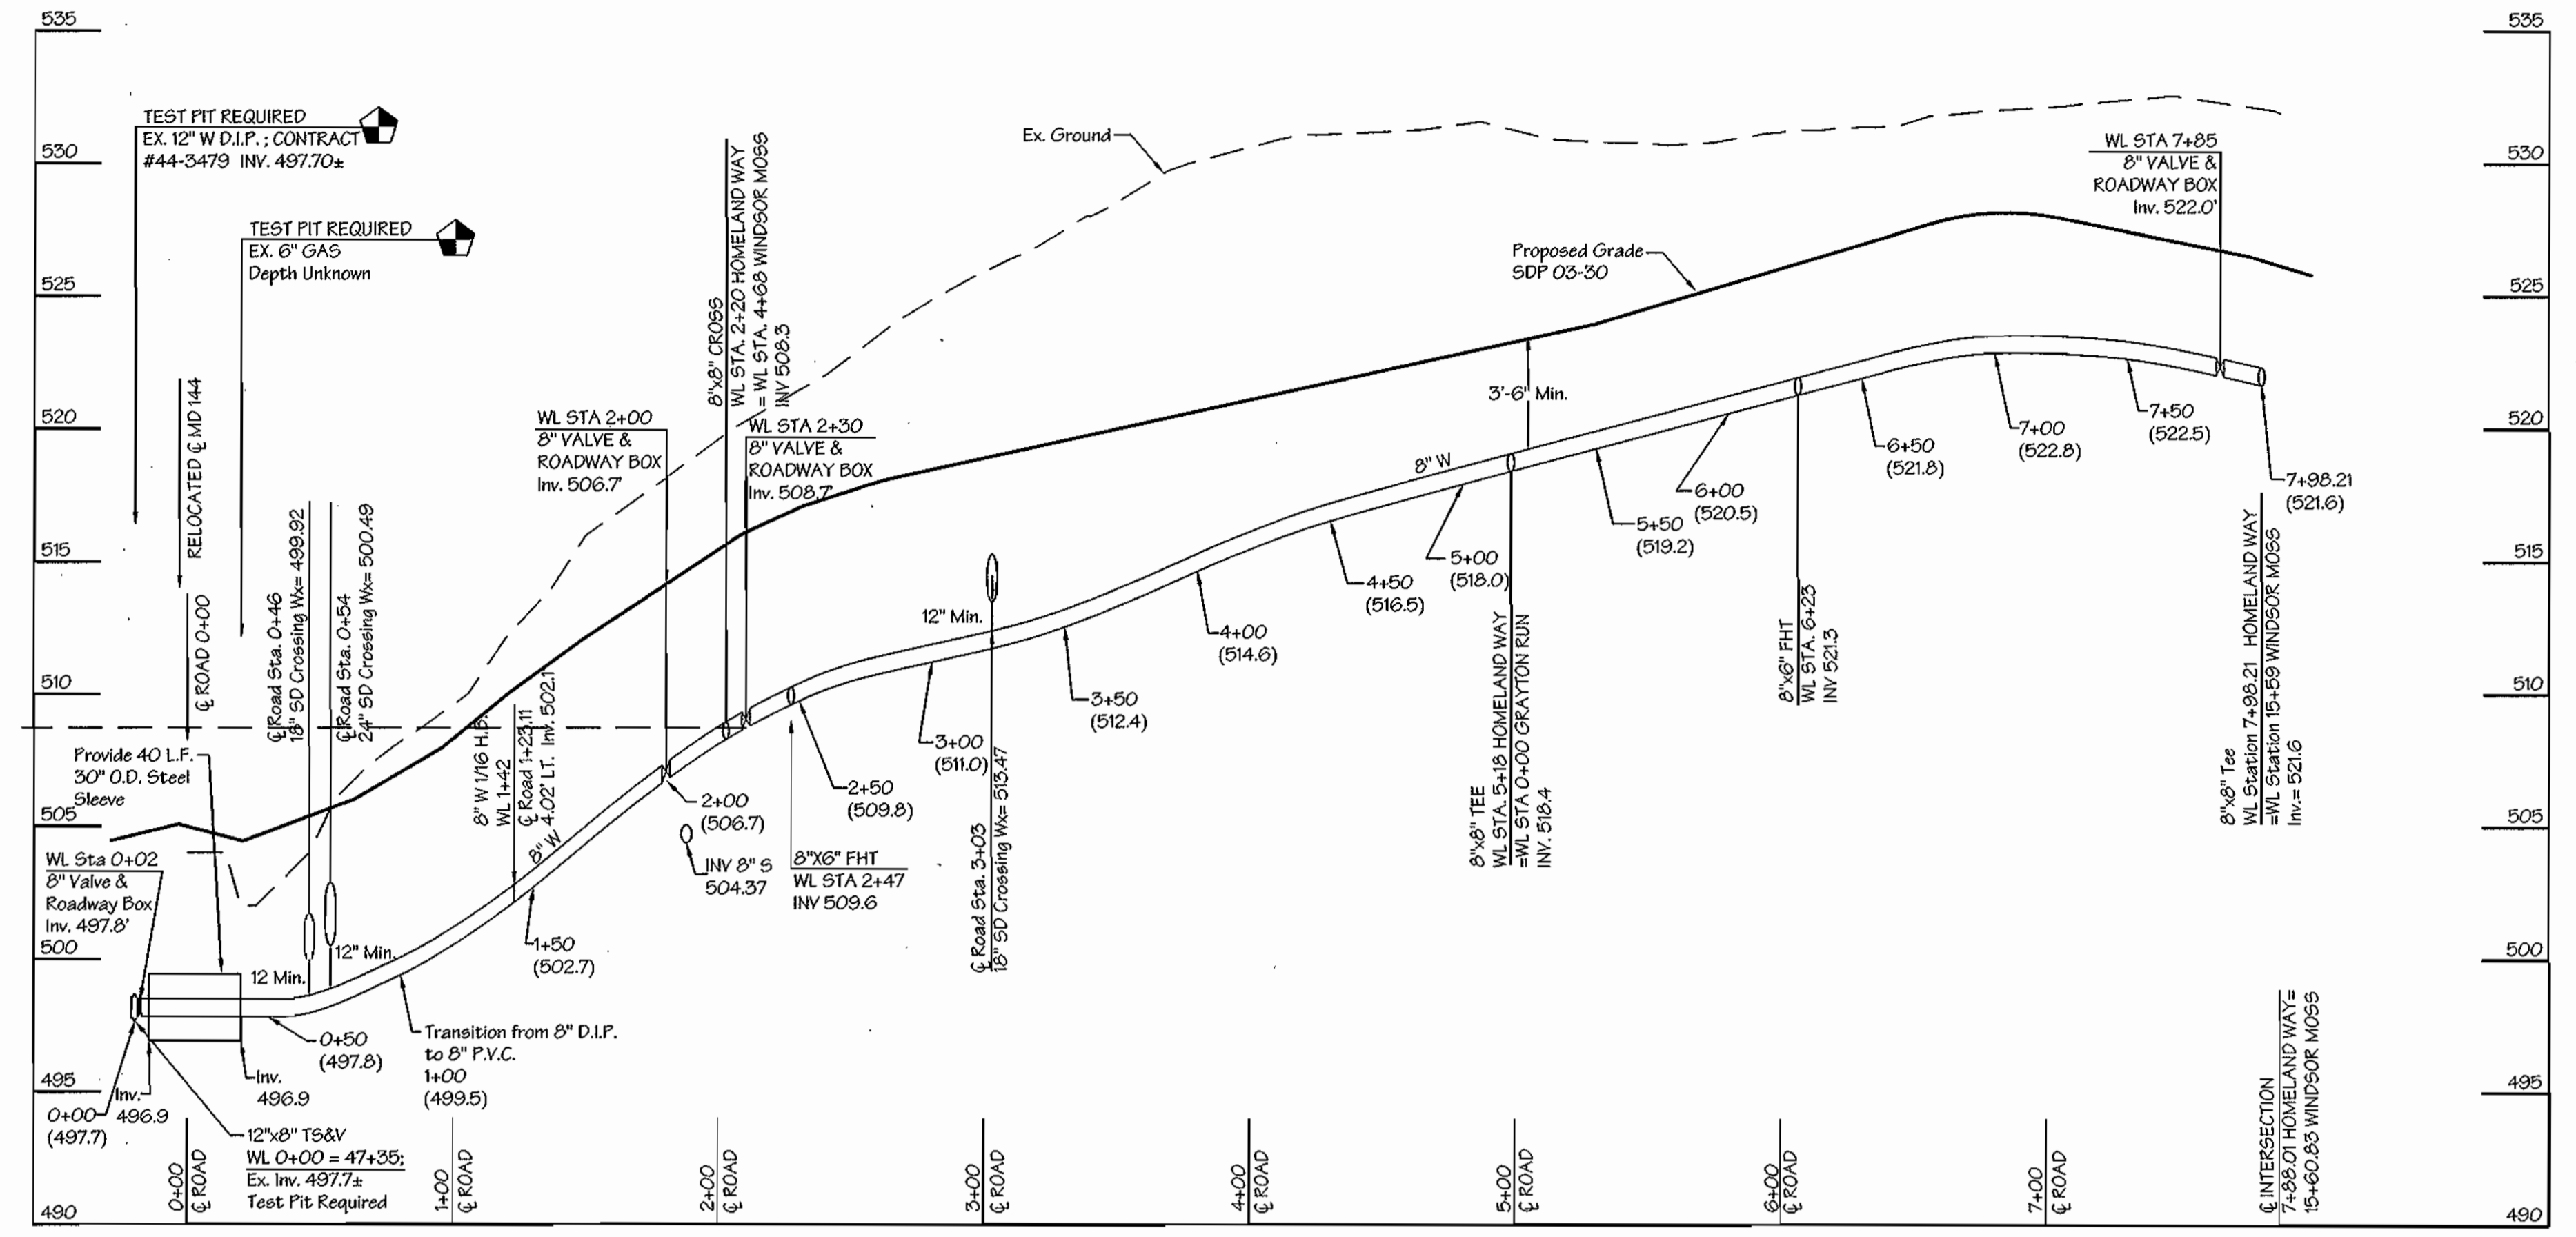 535
530
525
520
515
510
505
500
495
490
535
530
525
520
515
510
505
500
495
490
TEST PIT REQUIRED
EX. 12" W D.I.P. ; CONTRACT
#44-3479 INV. 497.70±
TEST PIT REQUIRED
EX. 6" GAS
Depth Unknown
RELOCATED ℄ MD 144
℄ ROAD 0+00
℄ Road Sta. 0+46
18" SD Crossing Wx= 499.92
℄ Road Sta. 0+54
24" SD Crossing Wx= 500.49
Provide 40 L.F.
30" O.D. Steel
Sleeve
WL Sta 0+02
8" Valve &
Roadway Box
Inv. 497.8'
12 Min.
12" Min.
0+00
(497.7)
Inv.
496.9
Inv.
496.9
0+50
(497.8)
12"x8" TS&V
WL 0+00 = 47+35;
Ex. Inv. 497.7±
Test Pit Required
Transition from 8" D.I.P.
to 8" P.V.C.
1+00
(499.5)
8" W 1/16 H.B.
WL 1+42
℄ Road 1+23.11
4.02' LT. Inv. 502.1
8" W
1+50
(502.7)
WL STA 2+00
8" VALVE &
ROADWAY BOX
Inv. 506.7'
2+00
(506.7)
INV 8" S
504.37
8"x8" CROSS
WL STA. 2+20 HOMELAND WAY
= WL STA. 4+68 WINDSOR MOSS
INV 508.3
WL STA 2+30
8" VALVE &
ROADWAY BOX
Inv. 508.7'
8"X6" FHT
WL STA 2+47
INV 509.6
2+50
(509.8)
3+00
(511.0)
12" Min.
℄ Road Sta. 3+03
18" SD Crossing Wx= 513.47
3+50
(512.4)
4+00
(514.6)
4+50
(516.5)
8" W
5+00
(518.0)
Ex. Ground
Proposed Grade
SDP 03-30
3'-6" Min.
8"x8" TEE
WL STA. 5+18 HOMELAND WAY
=WL STA 0+00 GRAYTON RUN
INV. 518.4
5+50
(519.2)
6+00
(520.5)
8"x6" FHT
WL STA. 6+23
INV 521.3
6+50
(521.8)
7+00
(522.8)
7+50
(522.5)
WL STA 7+85
8" VALVE &
ROADWAY BOX
Inv. 522.0'
7+98.21
(521.6)
8"x8" Tee
WL Station 7+98.21 HOMELAND WAY
=WL Station 15+59 WINDSOR MOSS
Inv.= 521.6
℄ INTERSECTION
7+88.01 HOMELAND WAY=
15+60.83 WINDSOR MOSS
0+00
℄ ROAD
1+00
℄ ROAD
2+00
℄ ROAD
3+00
℄ ROAD
4+00
℄ ROAD
5+00
℄ ROAD
6+00
℄ ROAD
7+00
℄ ROAD